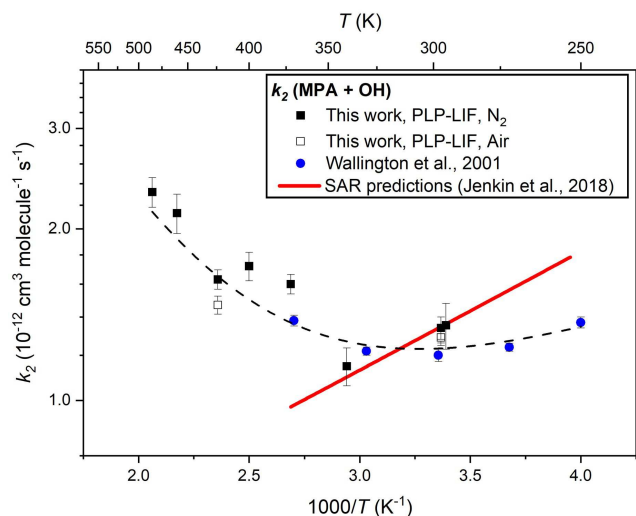 T (K)
550 500 450 400 350 300 250
k₂ (MPA + OH)
This work, PLP-LIF, N₂
This work, PLP-LIF, Air
Wallington et al., 2001
SAR predictions (Jenkin et al., 2018)
3.0
2.0
1.0
k₂ (10⁻¹² cm³ molecule⁻¹ s⁻¹)
2.0 2.5 3.0 3.5 4.0
1000/T (K⁻¹)